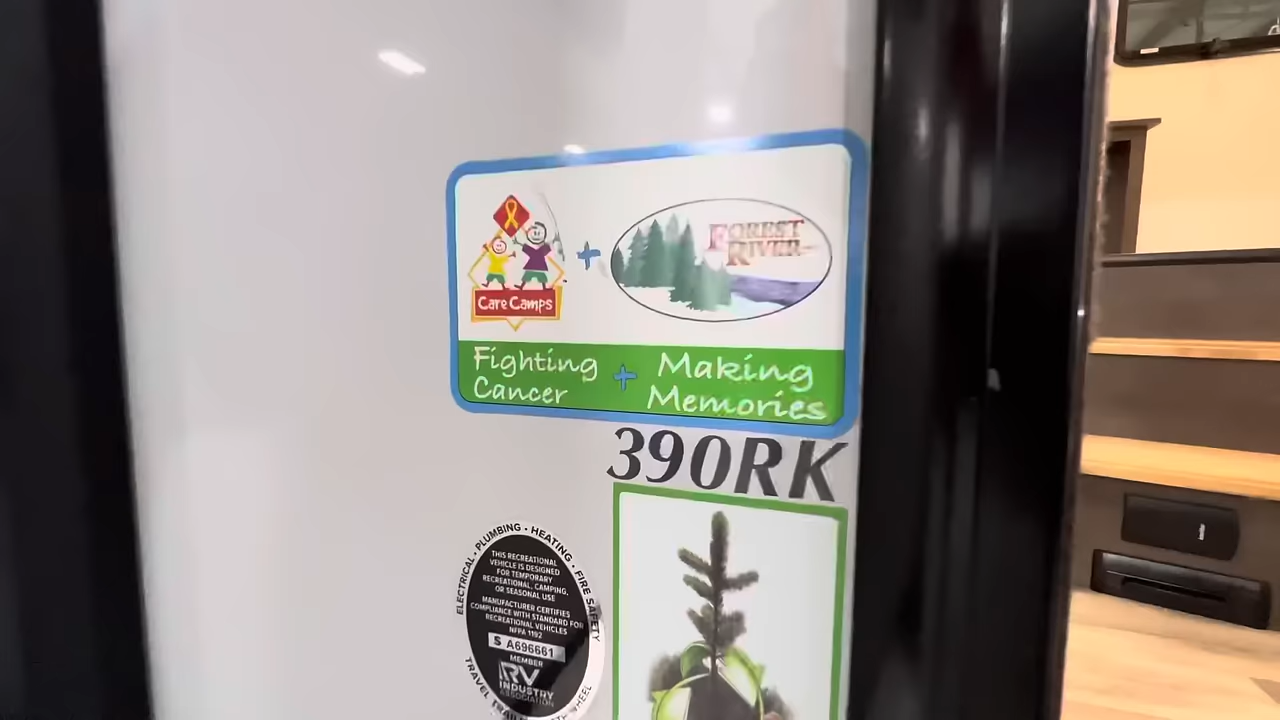 Care Camps
+
FOREST
RIVER
Fighting
Cancer
+
Making
Memories
390RK
ELECTRICAL • PLUMBING • HEATING • FIRE SAFETY
THIS RECREATIONAL
VEHICLE IS DESIGNED
FOR TEMPORARY
RECREATIONAL, CAMPING,
OR SEASONAL USE
MANUFACTURER CERTIFIES
COMPLIANCE WITH STANDARD FOR
RECREATIONAL VEHICLES
NFPA 1192
S A696661
MEMBER
RV
INDUSTRY
ASSOCIATION
TRAVEL